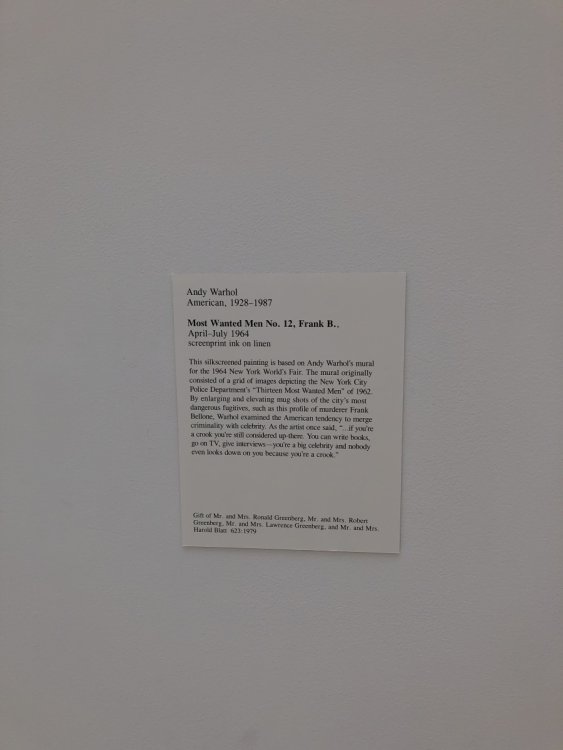 Andy Warhol
American, 1928–1987
Most Wanted Men No. 12, Frank B.,
April–July 1964
screenprint ink on linen
This silkscreened painting is based on Andy Warhol's mural
for the 1964 New York World's Fair. The mural originally
consisted of a grid of images depicting the New York City
Police Department's "Thirteen Most Wanted Men" of 1962.
By enlarging and elevating mug shots of the city's most
dangerous fugitives, such as this profile of murderer Frank
Bellone, Warhol examined the American tendency to merge
criminality with celebrity. As the artist once said, "...if you're
a crook you're still considered up-there. You can write books,
go on TV, give interviews—you're a big celebrity and nobody
even looks down on you because you're a crook."
Gift of Mr. and Mrs. Ronald Greenberg, Mr. and Mrs. Robert
Greenberg, Mr. and Mrs. Lawrence Greenberg, and Mr. and Mrs.
Harold Blatt 623:1979